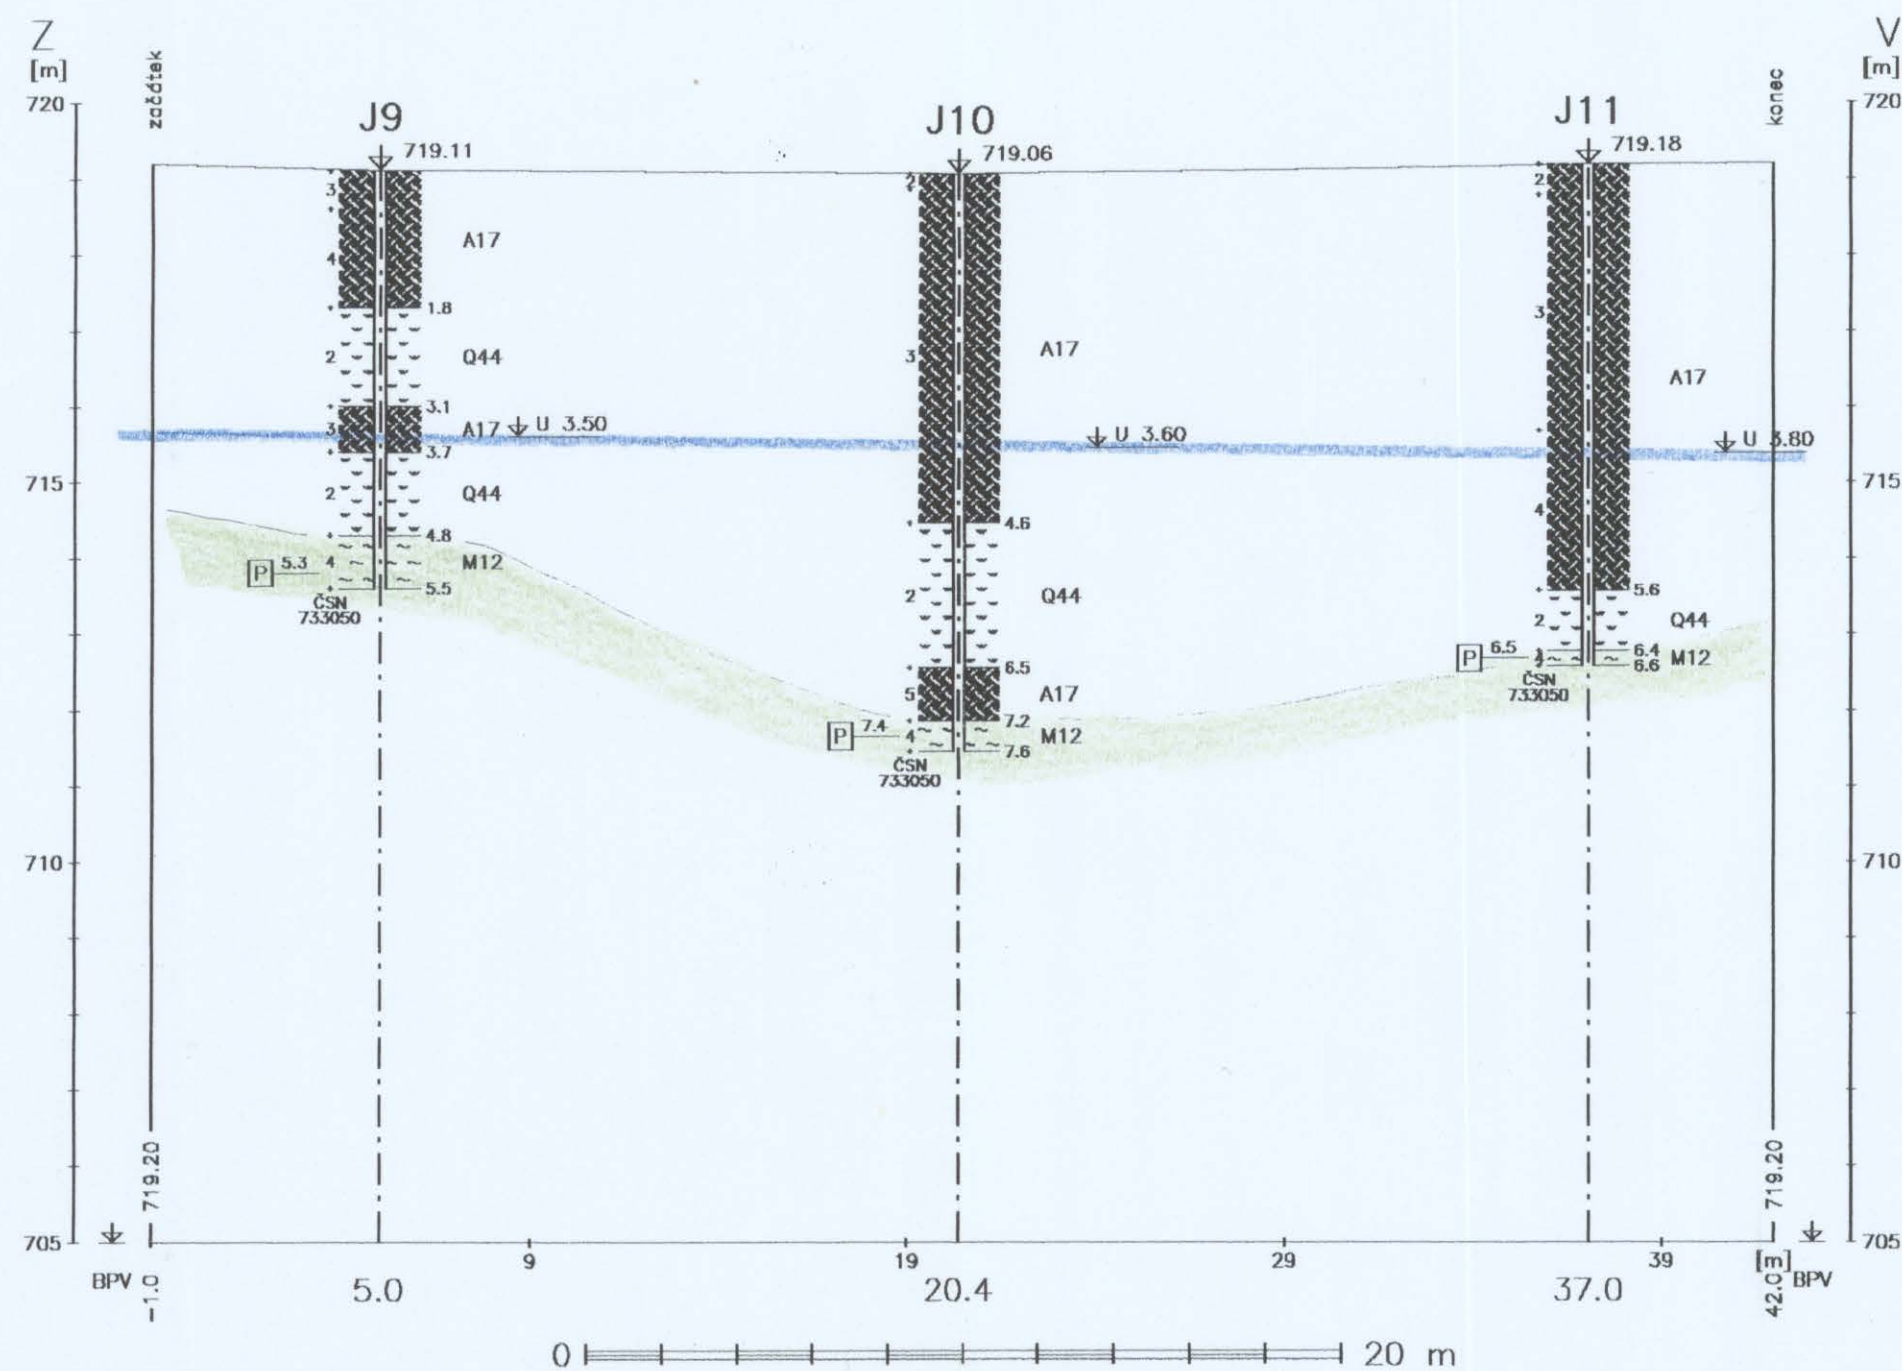 Z
[m]
začátek
V
[m]
konec
720
720
J9
719.11
J10
719.06
J11
719.18
3
4
A17
1.8
2
Q44
3.1
3
A17
3.7
U 3.50
2
Q44
4.8
P 5.3
4
M12
5.5
ČSN
733050
2
3
A17
U 3.60
4.6
2
Q44
6.5
5
A17
7.2
P 7.4
4
M12
7.6
ČSN
733050
2
3
A17
U 3.80
4
5.6
2
Q44
6.4
P 6.5
M12
6.6
ČSN
733050
715
715
710
710
705
705
719.20
719.20
BPV
-1.0
9
19
29
39
[m]
42.0
BPV
5.0
20.4
37.0
0
20 m